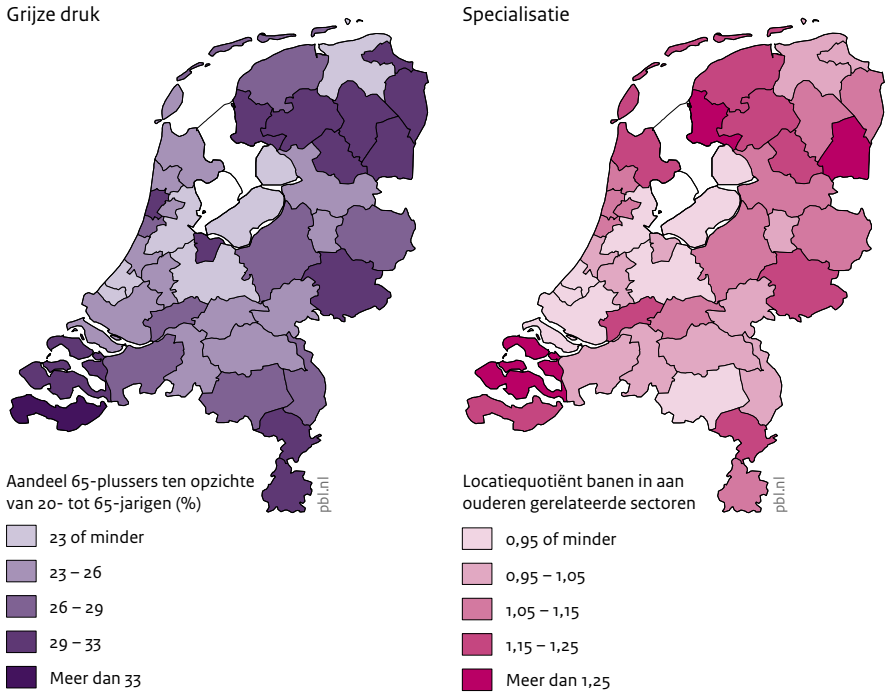 Grijze druk
Aandeel 65-plussers ten opzichte
van 20- tot 65-jarigen (%)
23 of minder
23 – 26
26 – 29
29 – 33
Meer dan 33
pbl.nl
Specialisatie
Locatiequotiënt banen in aan
ouderen gerelateerde sectoren
0,95 of minder
0,95 – 1,05
1,05 – 1,15
1,15 – 1,25
Meer dan 1,25
pbl.nl